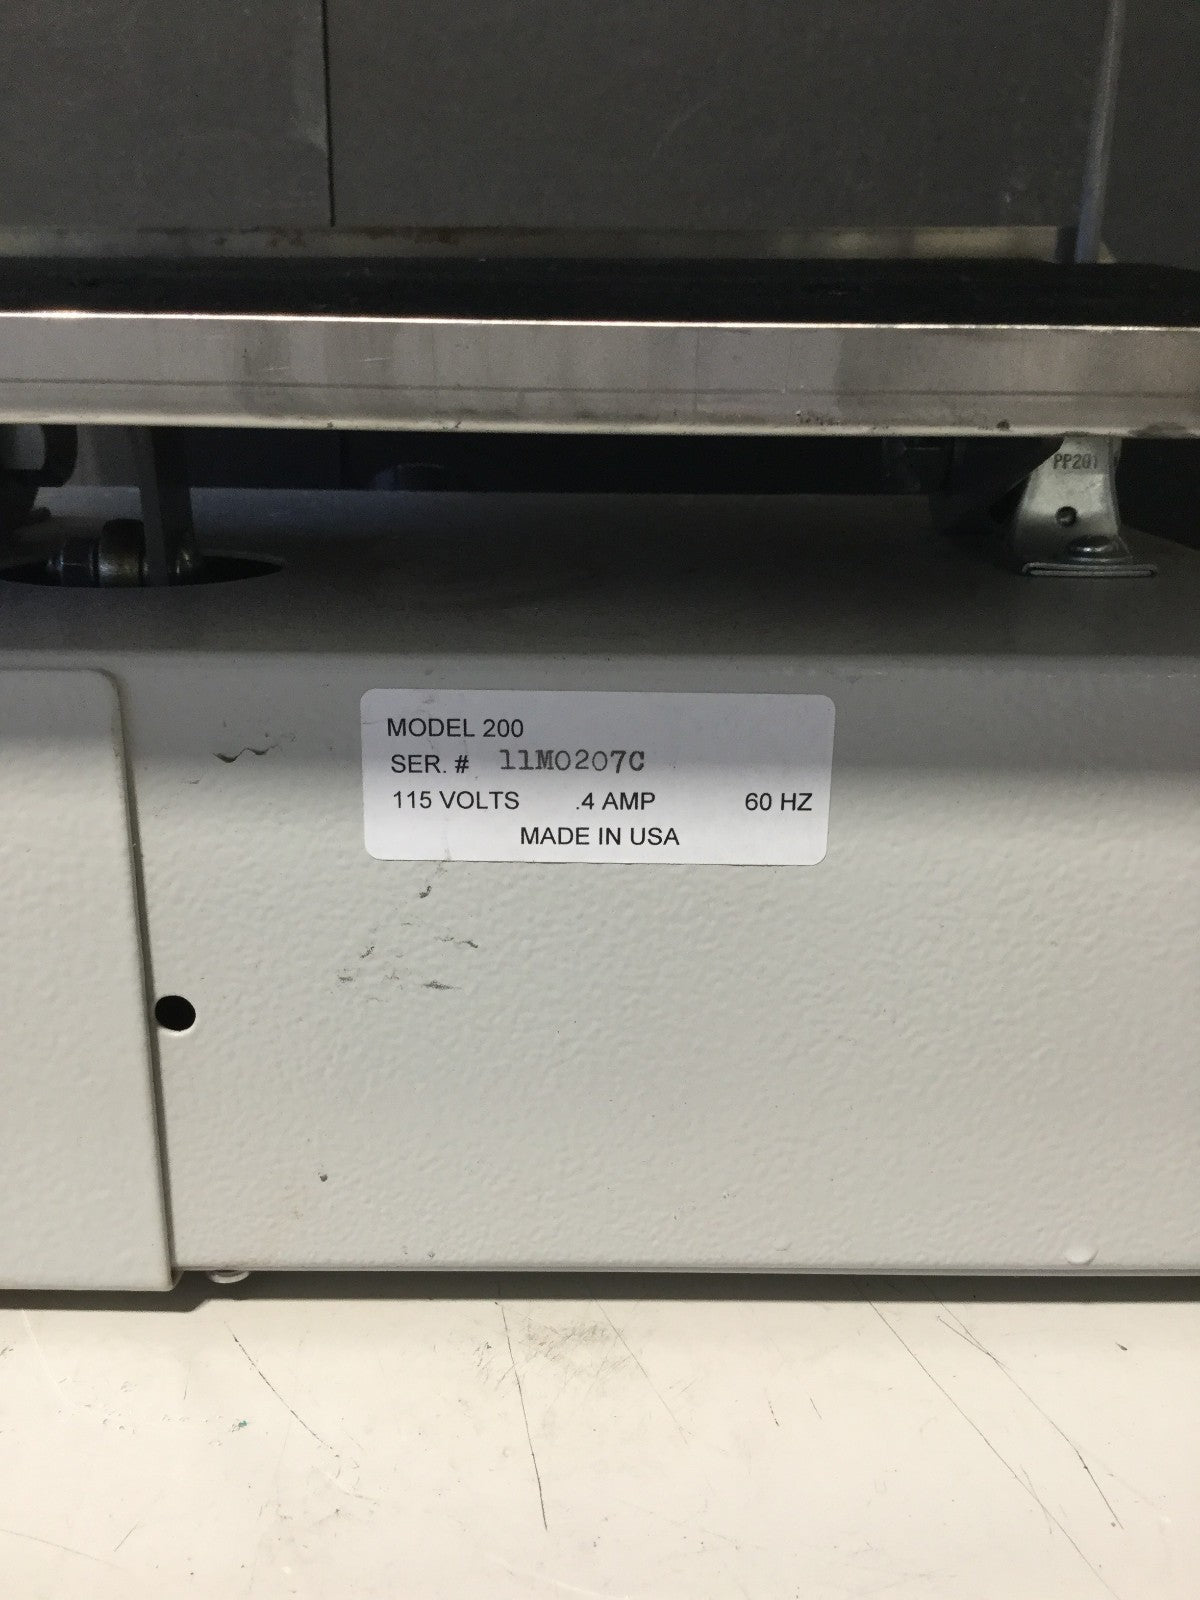 PP201
MODEL 200
SER. # 11M0207C
115 VOLTS .4 AMP 60 HZ
MADE IN USA